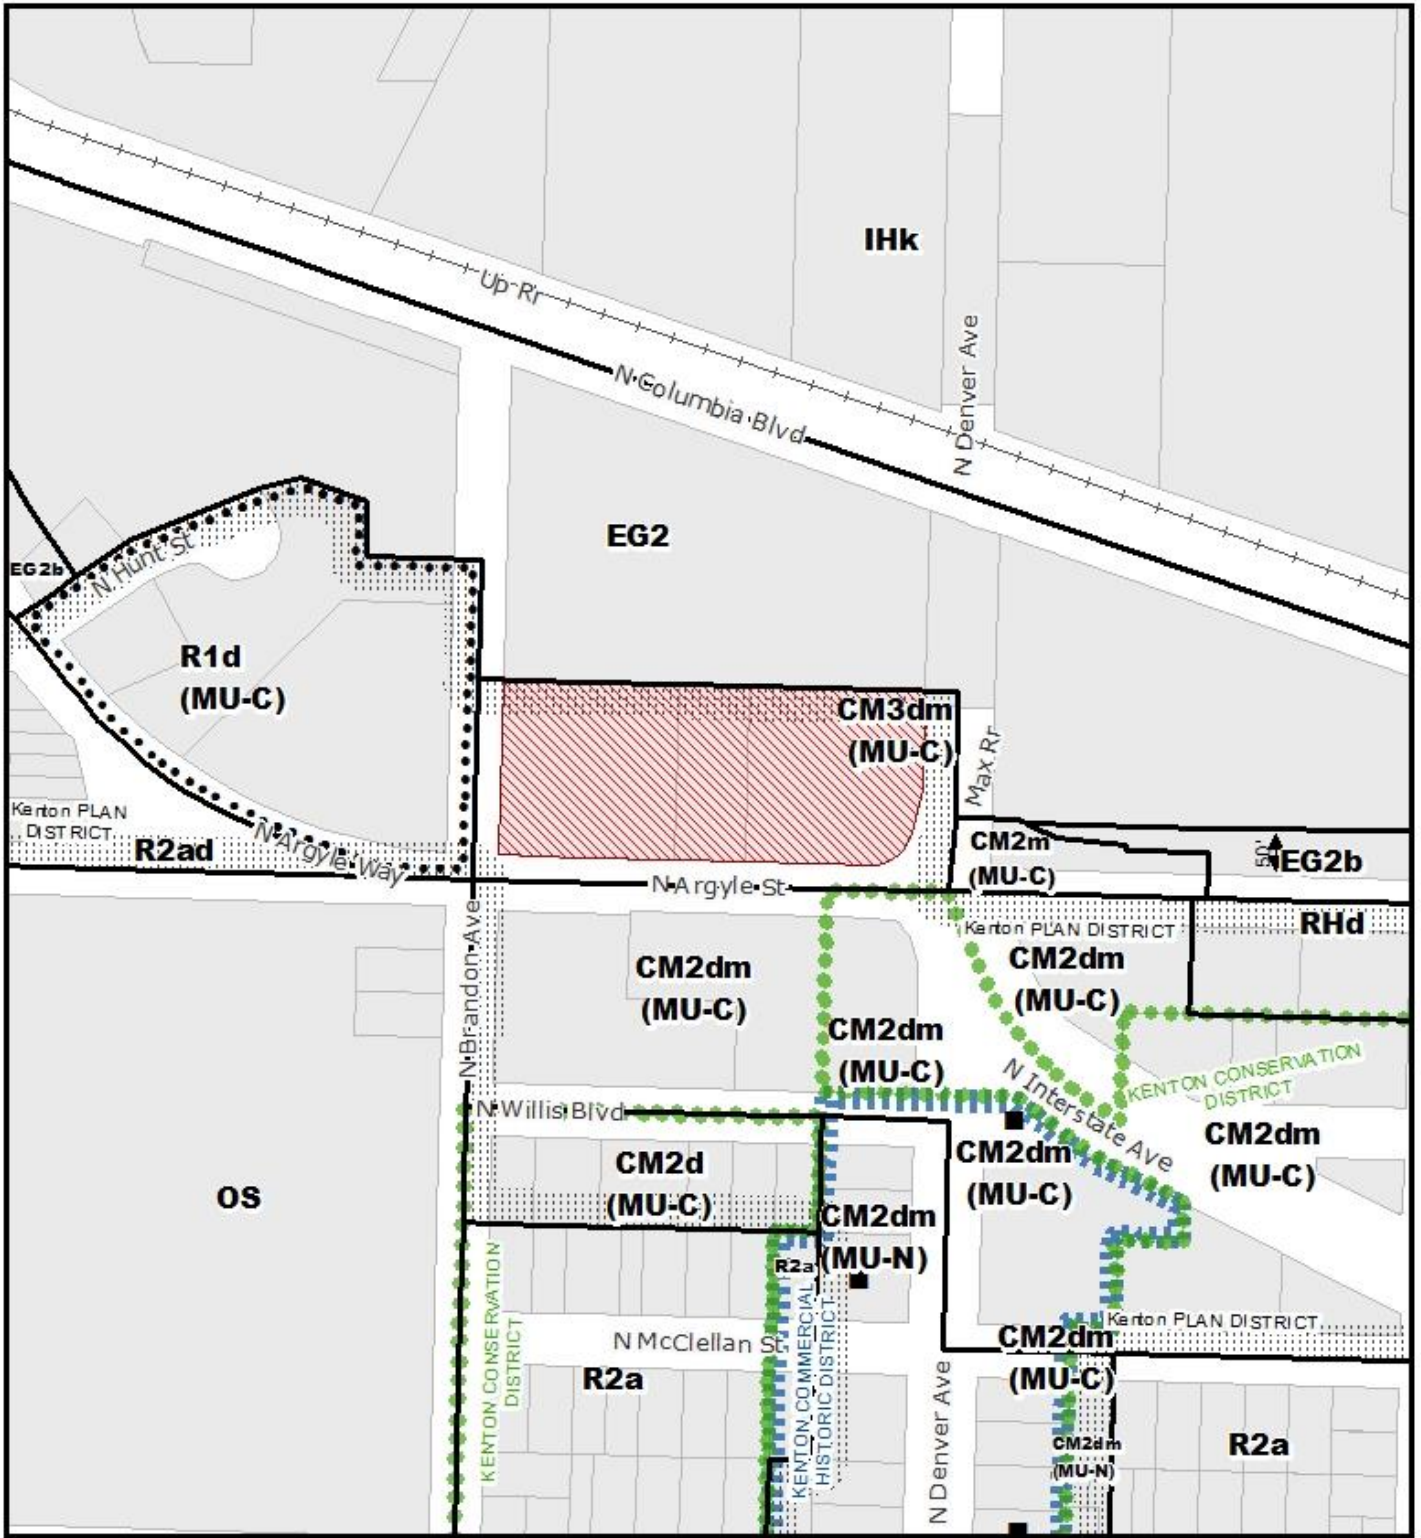 IHk
Up Rr
N Denver Ave
N Columbia Blvd
EG2
EG2b
N Hunt St
R1d
(MU-C)
CM3dm
(MU-C)
Max Rr
Kenton PLAN
DISTRICT
R2ad
N Argyle Way
CM2m
(MU-C)
50'
EG2b
N Argyle St
RHd
Kenton PLAN DISTRICT
CM2dm
(MU-C)
CM2dm
(MU-C)
N Brandon Ave
CM2dm
(MU-C)
KENTON CONSERVATION
DISTRICT
N Interstate Ave
N Willis Blvd
CM2dm
(MU-C)
CM2dm
(MU-C)
CM2d
(MU-C)
OS
CM2dm
(MU-N)
R2a
KENTON CONSERVATION
DISTRICT
KENTON COMMERCIAL
HISTORIC DISTRICT
Kenton PLAN DISTRICT
N McClellan St
CM2dm
(MU-C)
R2a
N Denver Ave
CM2dm
(MU-N)
R2a